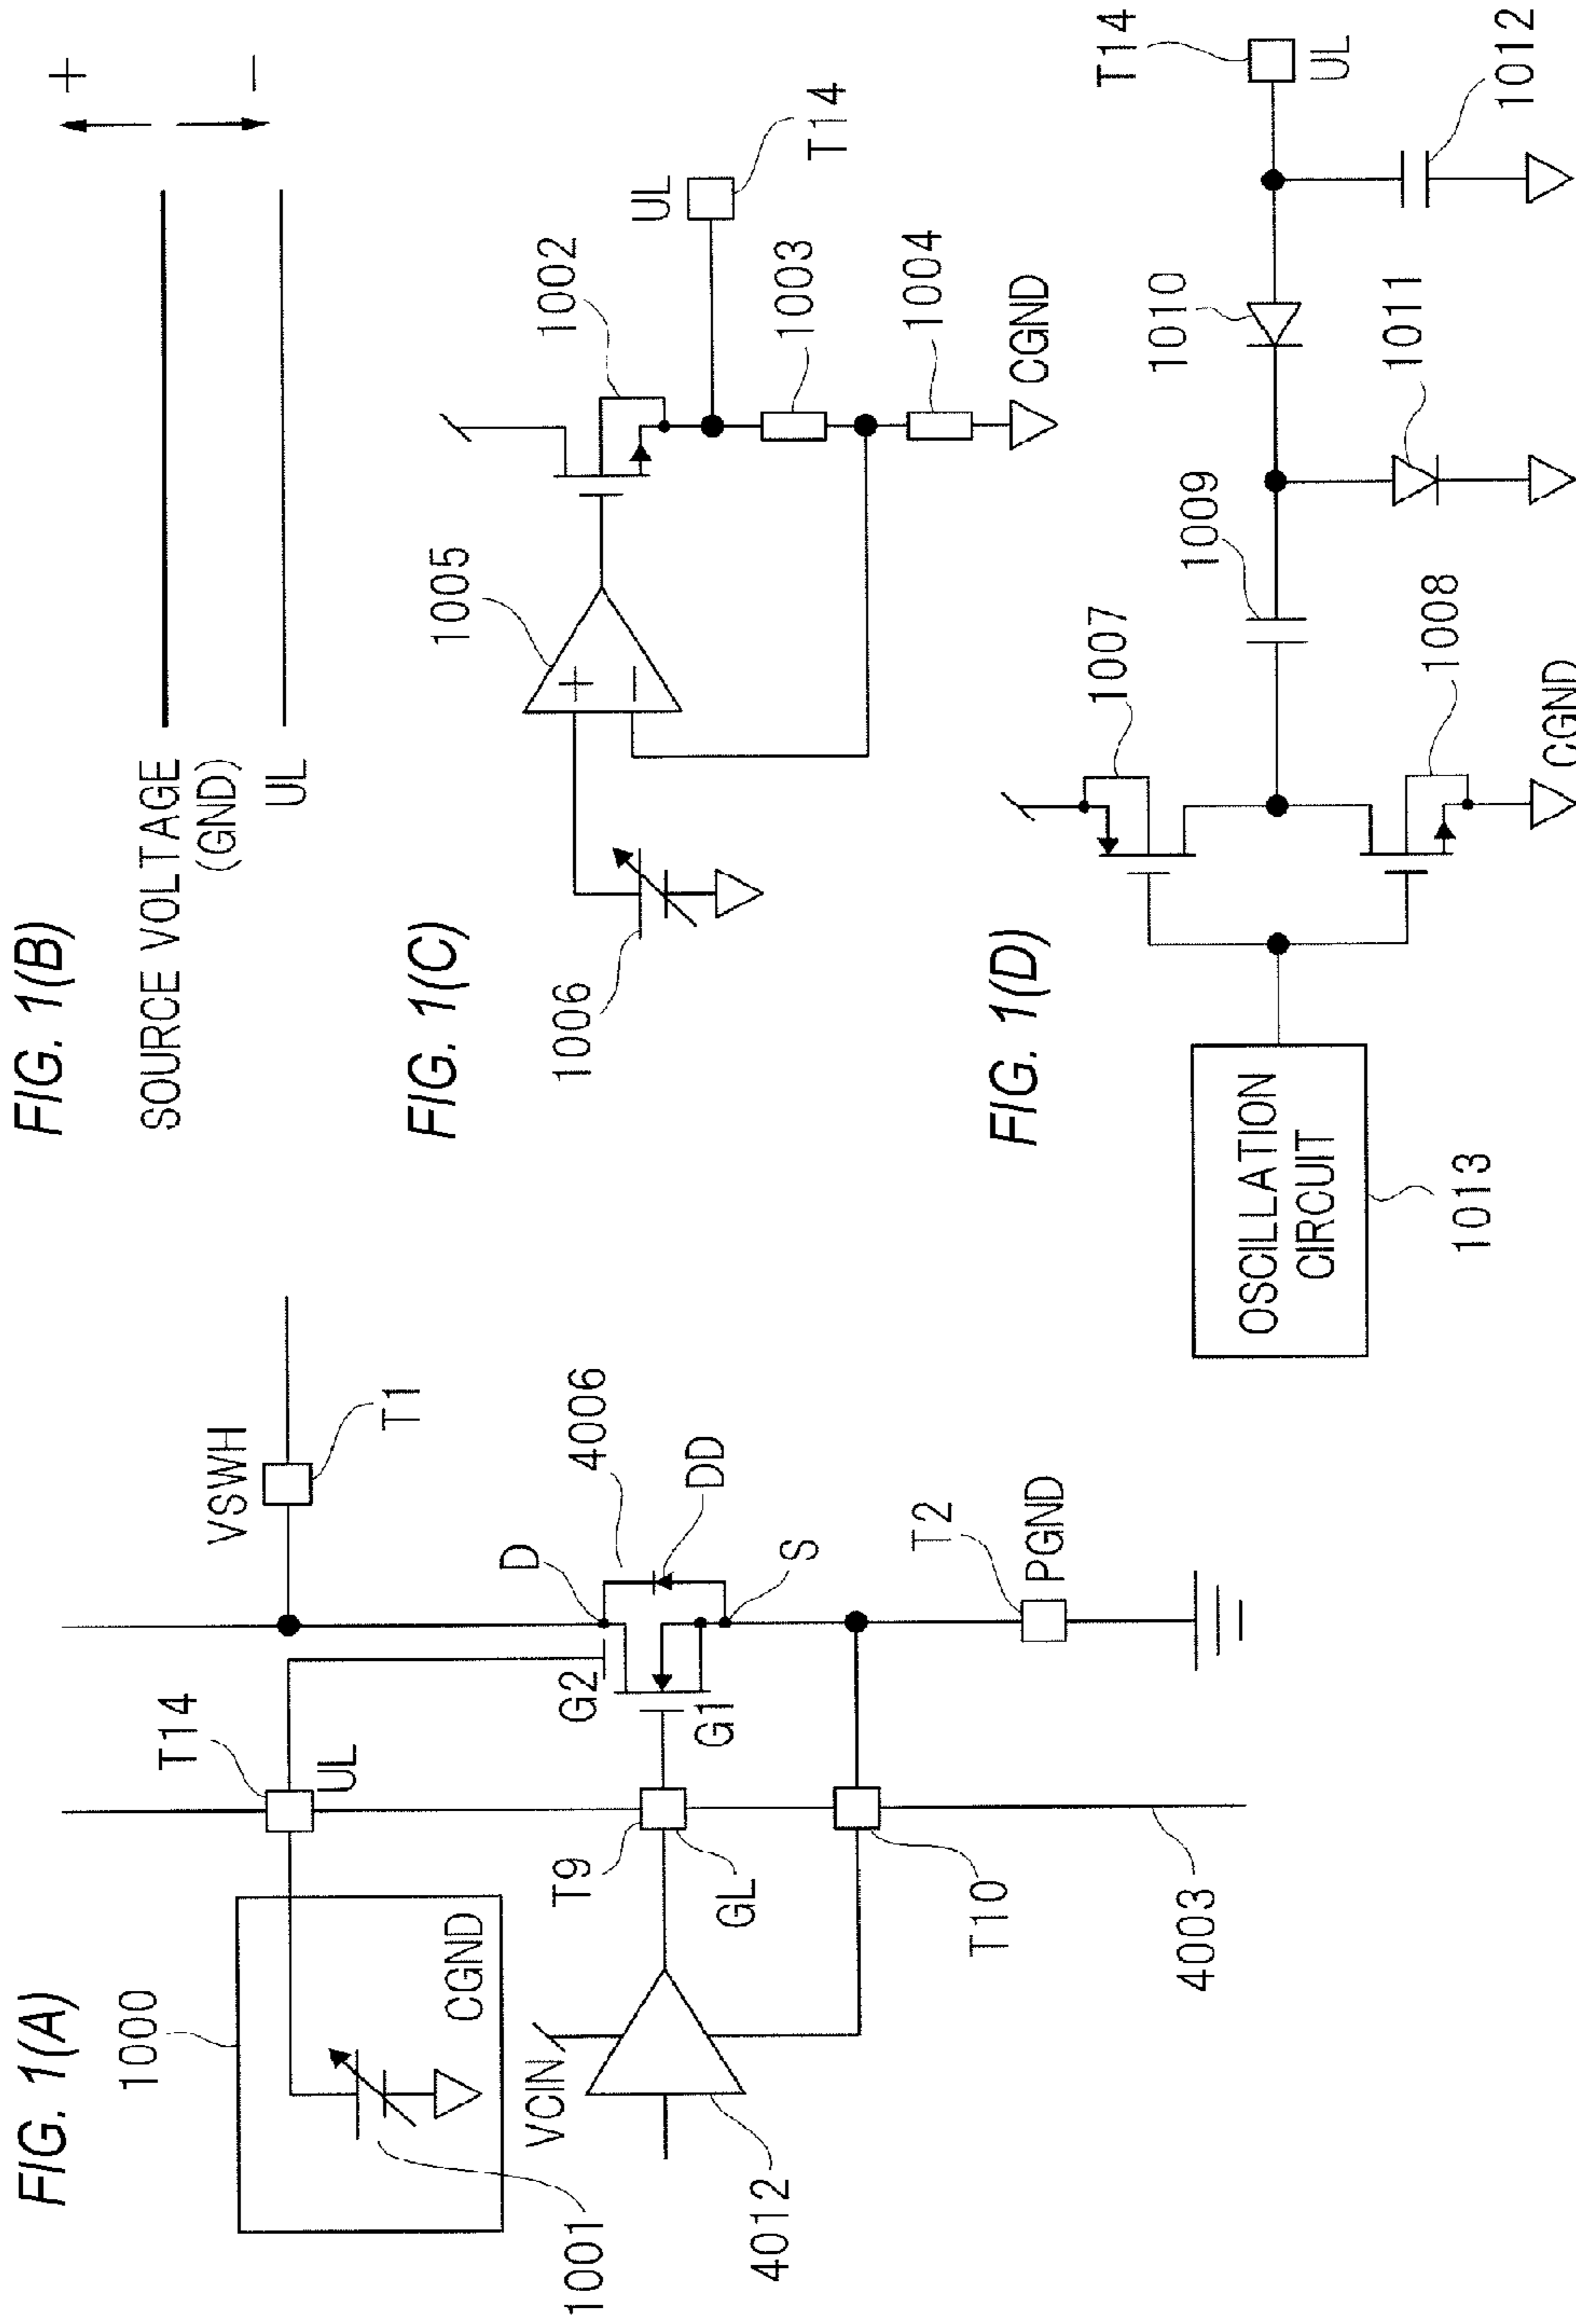 FIG. 1(A)
1000
T14
UL
VSWH
T1
CGND
1001
VCIN
4012
T9
GL
G2
G1
D
4006
DD
S
T10
T2
PGND
4003
FIG. 1(B)
+
−
SOURCE VOLTAGE
(GND)
UL
FIG. 1(C)
1005
+
−
1006
1002
UL
T14
1003
1004
CGND
FIG. 1(D)
OSCILLATION
CIRCUIT
1013
1007
1008
CGND
1009
1010
1011
T14
UL
1012